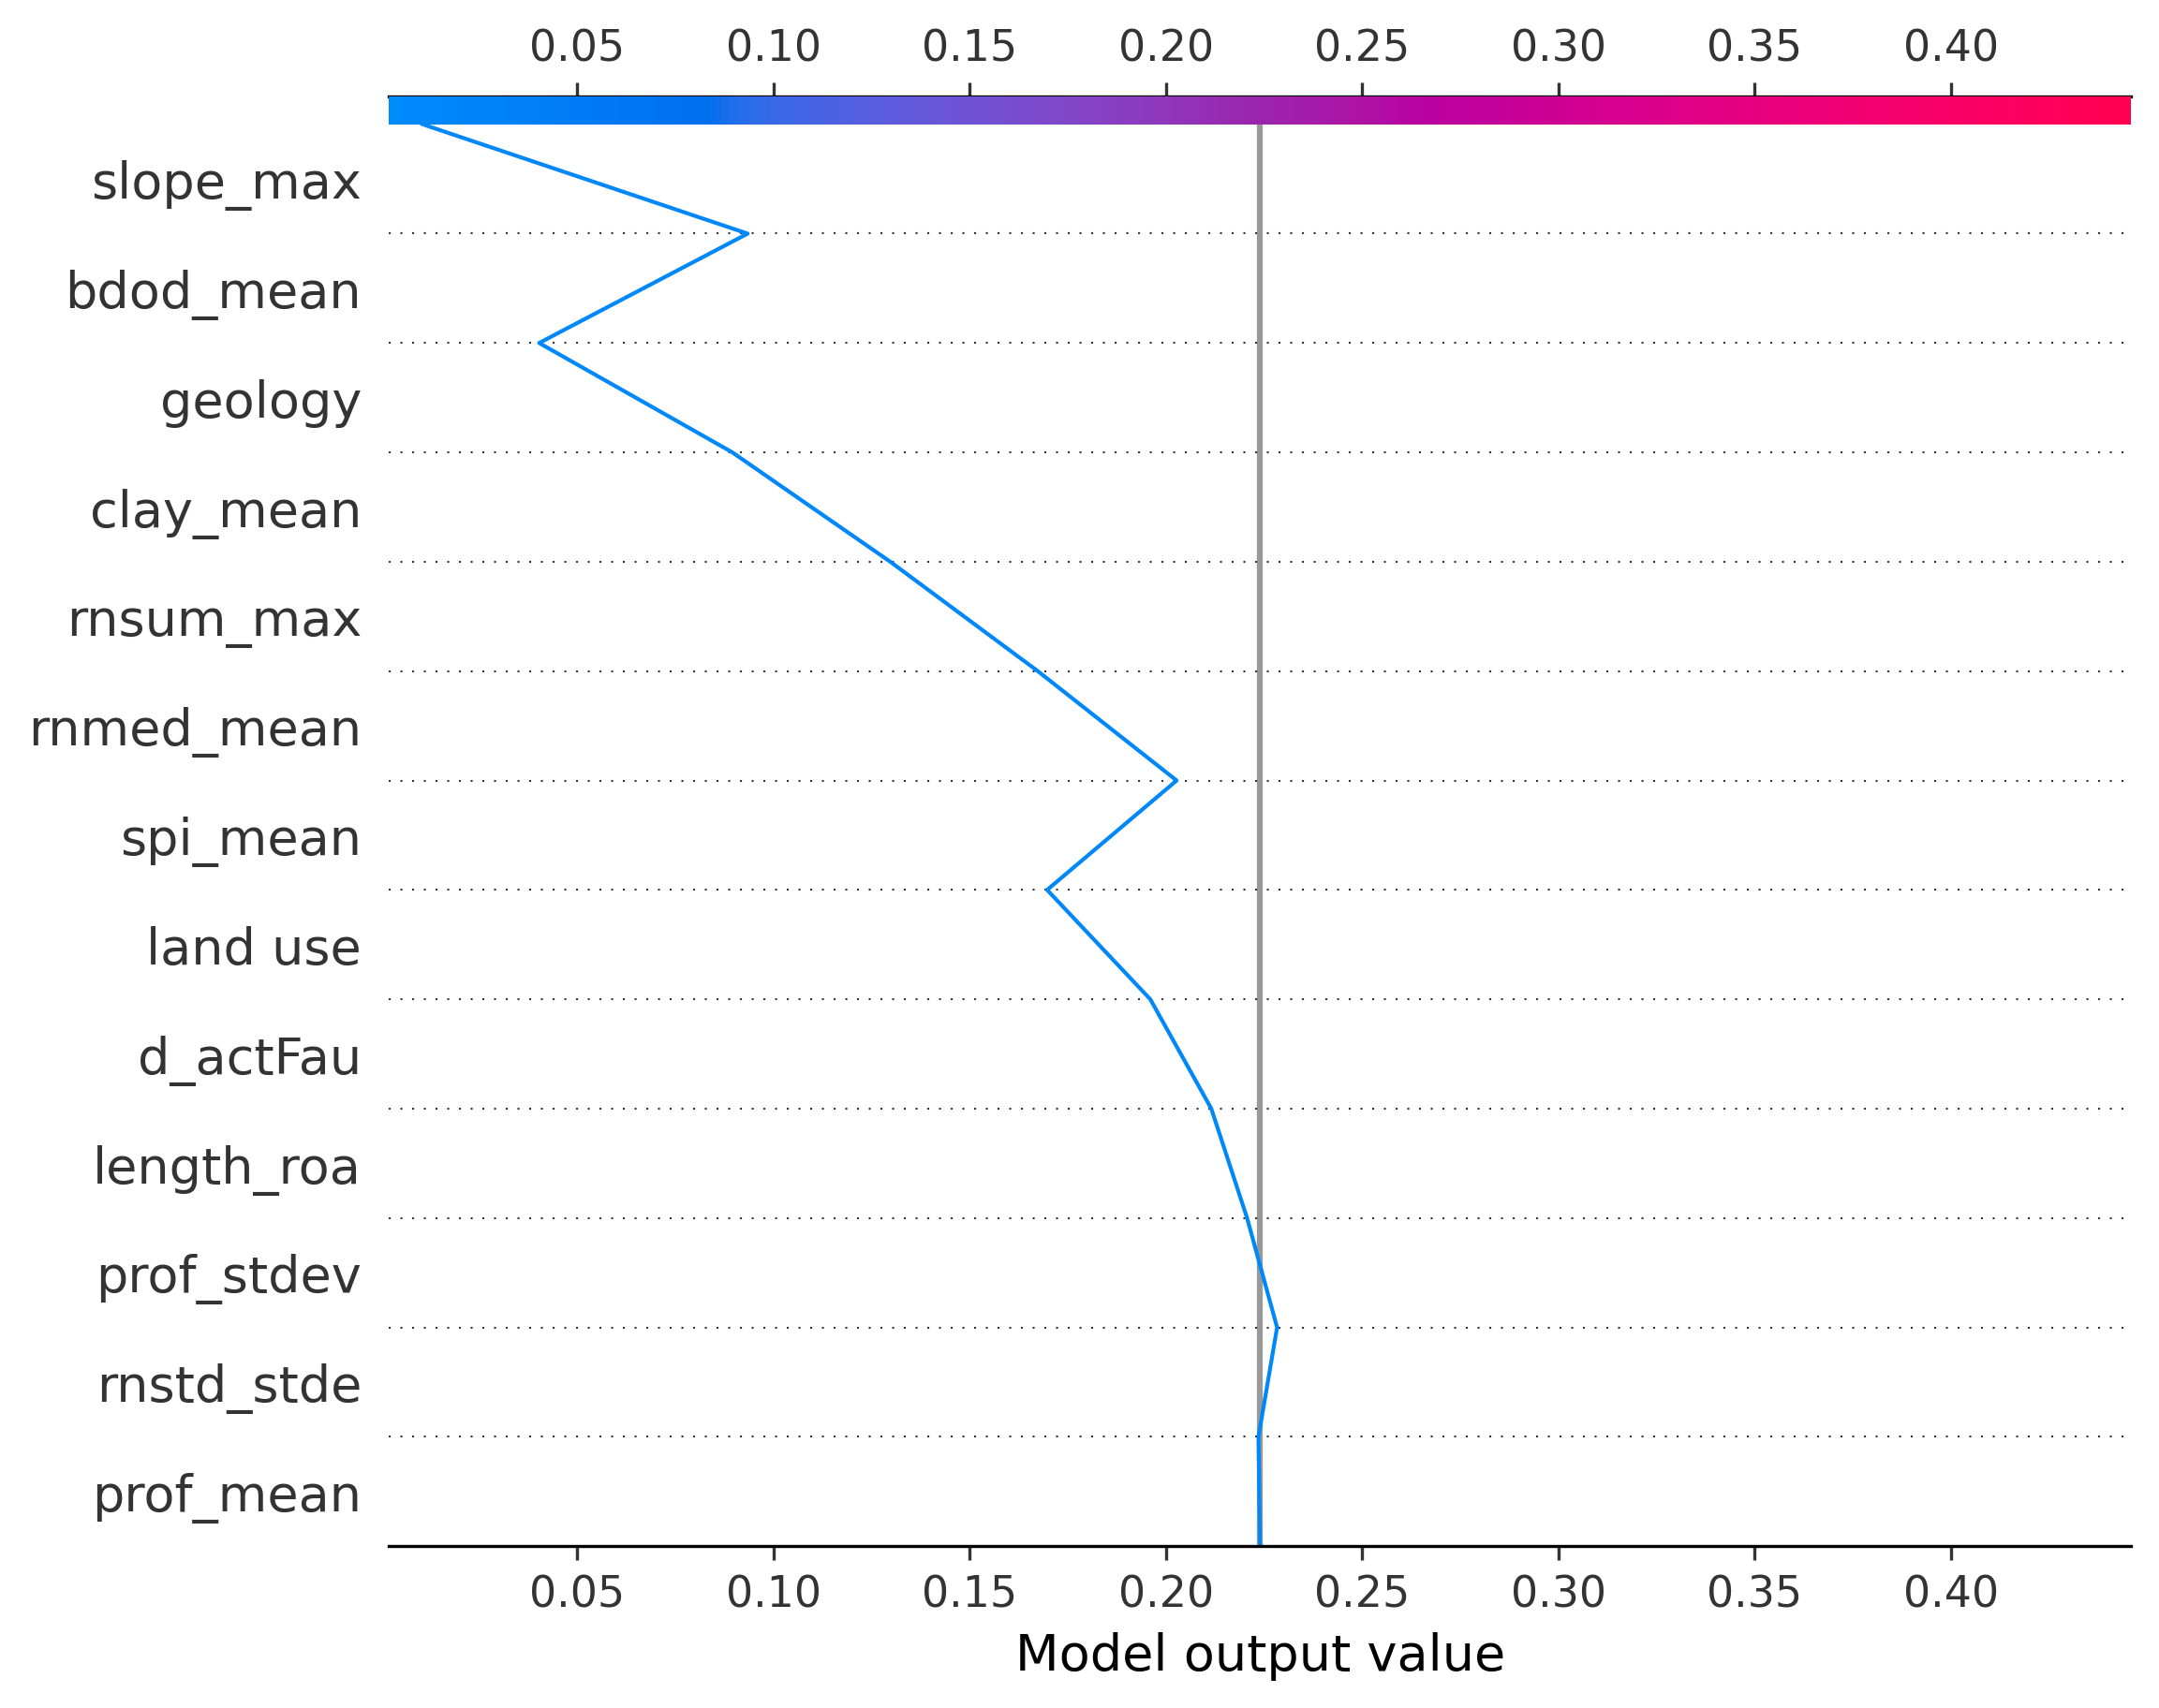 0.05 0.10 0.15 0.20 0.25 0.30 0.35 0.40
slope_max
bdod_mean
geology
clay_mean
rnsum_max
rnmed_mean
spi_mean
land use
d_actFau
length_roa
prof_stdev
rnstd_stde
prof_mean
0.05 0.10 0.15 0.20 0.25 0.30 0.35 0.40
Model output value